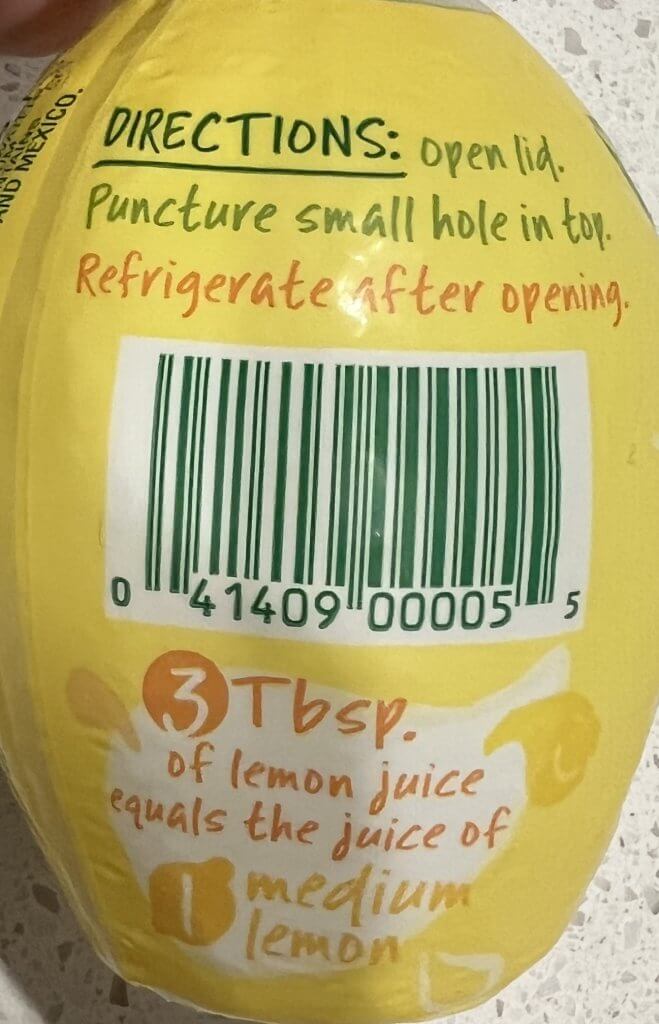 AND MEXICO.
DIRECTIONS: open lid.
Puncture small hole in top.
Refrigerate after opening.
0 41409 00005 5
3 Tbsp.
of lemon juice
equals the juice of
1 medium
lemon